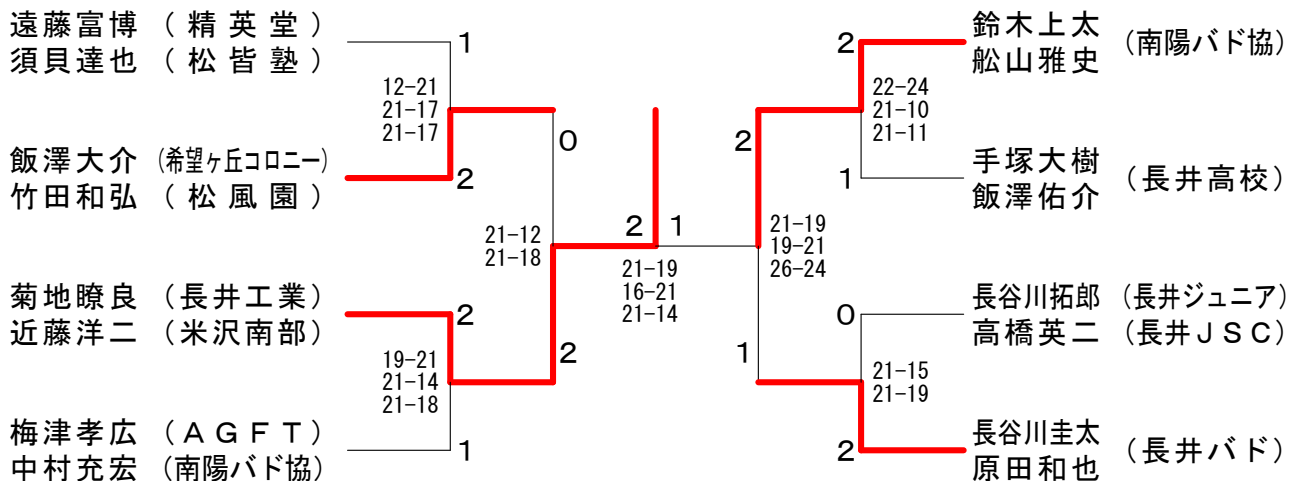 遠藤富博 （ 精 英 堂 ）
須貝達也 （ 松 皆 塾 ）
1
12-21
21-17
21-17
飯澤大介 （希望ヶ丘コロニー）
竹田和弘 （ 松 風 園 ）
2
0
21-12
21-18
菊地瞭良 （長井工業）
近藤洋二 （米沢南部）
2
19-21
21-14
21-18
2
梅津孝広 （ＡＧＦＴ）
中村充宏 （南陽バド協）
1
2 1
21-19
16-21
21-14
鈴木上太
舩山雅史
（南陽バド協）
2
22-24
21-10
21-11
2
手塚大樹
飯澤佑介
（長井高校）
1
21-19
19-21
26-24
長谷川拓郎 （長井ジュニア）
高橋英二 （長井ＪＳＣ）
0
21-15
21-19
1
長谷川圭太
原田和也
（長井バド）
2